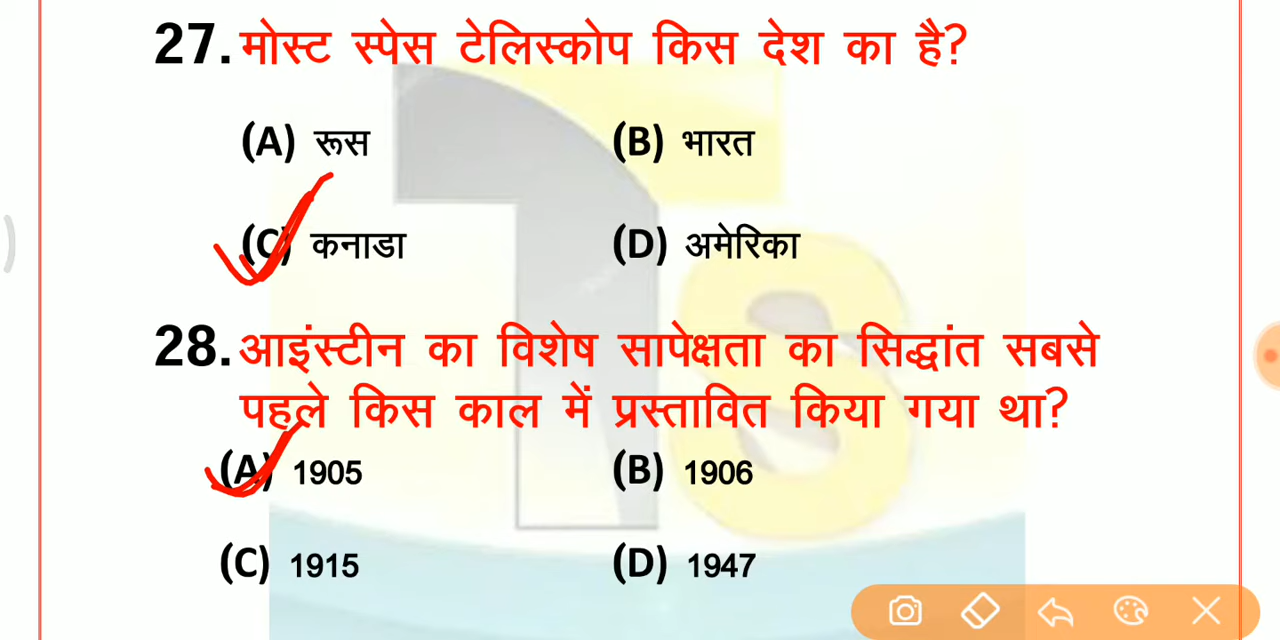 27. मोस्ट स्पेस टेलिस्कोप किस देश का है?
(A) रूस (B) भारत
(C) कनाडा (D) अमेरिका
28. आइंस्टीन का विशेष सापेक्षता का सिद्धांत सबसे
पहले किस काल में प्रस्तावित किया गया था?
(A) 1905 (B) 1906
(C) 1915 (D) 1947